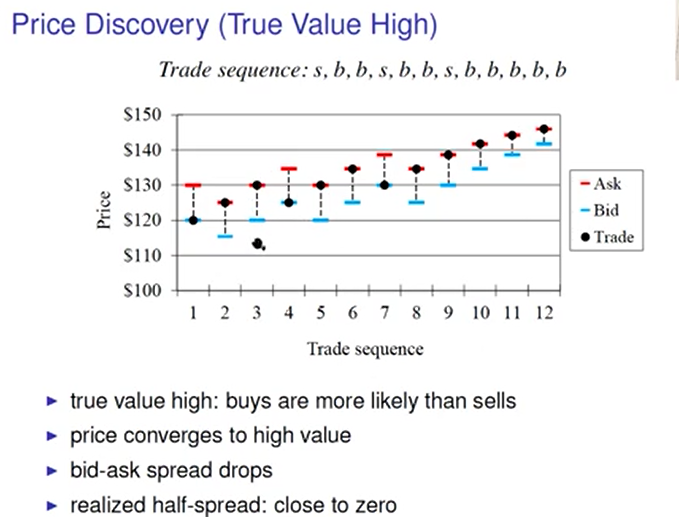 Price Discovery (True Value High)
Trade sequence: s, b, b, s, b, b, s, b, b, b, b, b
$150
$140
$130
$120
$110
$100
Price
1 2 3 4 5 6 7 8 9 10 11 12
Trade sequence
Ask
Bid
Trade
true value high: buys are more likely than sells
price converges to high value
bid-ask spread drops
realized half-spread: close to zero